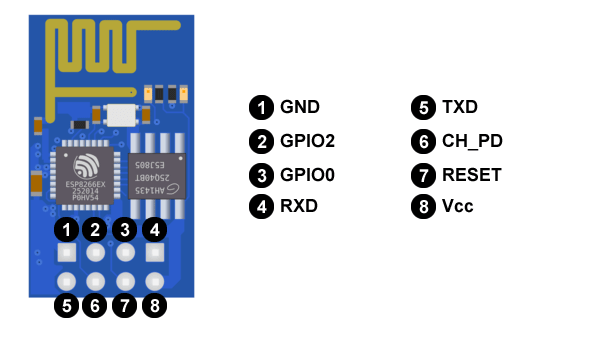 ESP8266EX
252014
P0HV54
AH1435
25Q40BT
E5J805
1 2 3 4
5 6 7 8
1 GND
2 GPIO2
3 GPIO0
4 RXD
5 TXD
6 CH_PD
7 RESET
8 Vcc